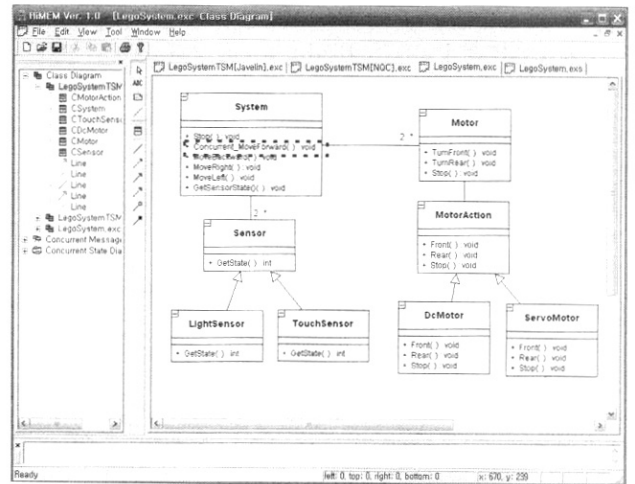 HiMEM Ver. 1.0 - [LegoSystem.exc Class Diagram]
File Edit View Tool Window Help
LegoSystemTSM[Javelin].exc LegoSystemTSM[NQC].exc LegoSystem.exc LegoSystem.exs
Class Diagram
LegoSystemTSM
CMotorAction
CSystem
CTouchSens
CDcMotor
CMotor
CSensor
Line
Line
Line
Line
Line
LegoSystemTSM
LegoSystem.exc
Concurrent Messag
Concurrent State Dia
ABC
System
+ Stop( ) void
+ Concurrent_MoveForward( ) void
+ MoveBackward( ) void
+ MoveRight( ) void
+ MoveLeft( ) void
+ GetSensorState( ) void
2 *
Motor
+ TurnFront( ) void
+ TurnRear( ) void
+ Stop( ) void
2 *
Sensor
+ GetState( ) int
MotorAction
+ Front( ) void
+ Rear( ) void
+ Stop( ) void
LightSensor
+ GetState( ) int
TouchSensor
+ GetState( ) int
DcMotor
+ Front( ) void
+ Rear( ) void
+ Stop( ) void
ServoMotor
+ Front( ) void
+ Rear( ) void
+ Stop( ) void
Ready
left: 0, top: 0, right: 0, bottom: 0
x: 670, y: 239